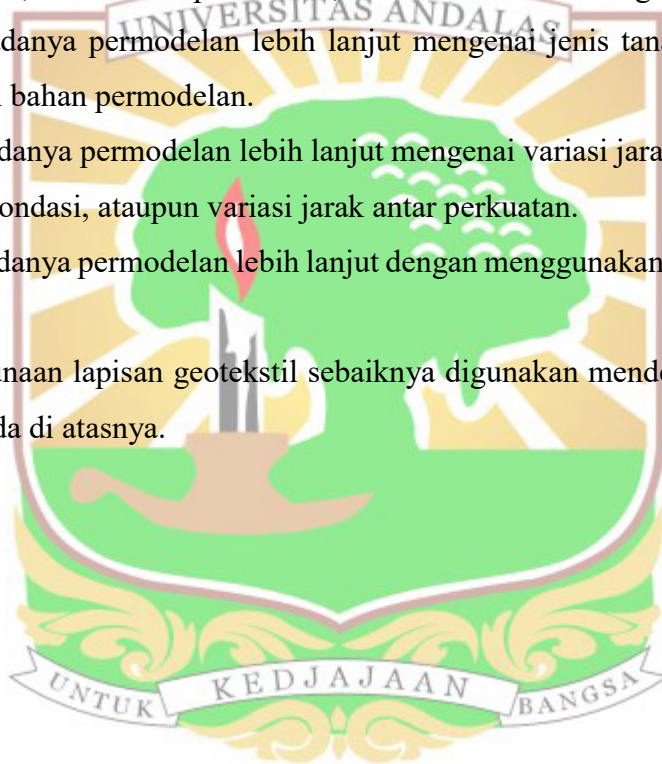 UNIVERSITAS ANDALAS
danya permodelan lebih lanjut mengenai jenis tana
bahan permodelan.
danya permodelan lebih lanjut mengenai variasi jara
ondasi, ataupun variasi jarak antar perkuatan.
danya permodelan lebih lanjut dengan menggunakan
naan lapisan geotekstil sebaiknya digunakan mende
da di atasnya.
UNTUK KEDJAJAAN BANGSA